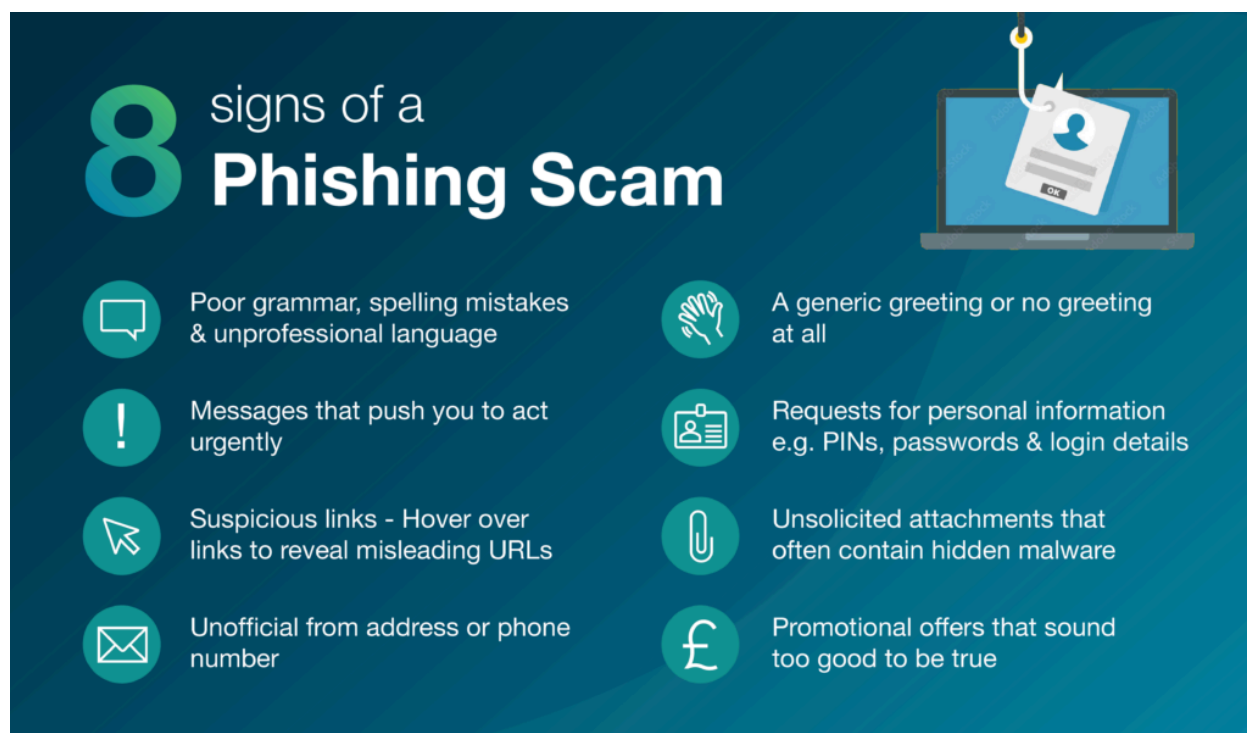 8
signs of a
Phishing Scam
OK
Poor grammar, spelling mistakes
& unprofessional language
Messages that push you to act
urgently
Suspicious links - Hover over
links to reveal misleading URLs
Unofficial from address or phone
number
A generic greeting or no greeting
at all
Requests for personal information
e.g. PINs, passwords & login details
Unsolicited attachments that
often contain hidden malware
£
Promotional offers that sound
too good to be true